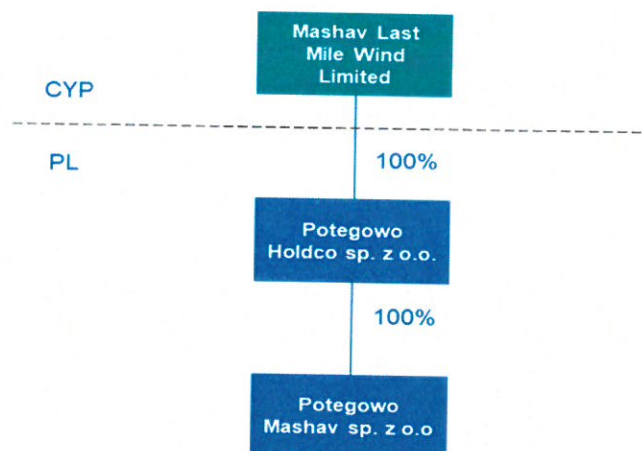 Mashav Last
Mile Wind
Limited
CYP
PL
100%
Potegowo
Holdco sp. z o.o.
100%
Potegowo
Mashav sp. z o.o